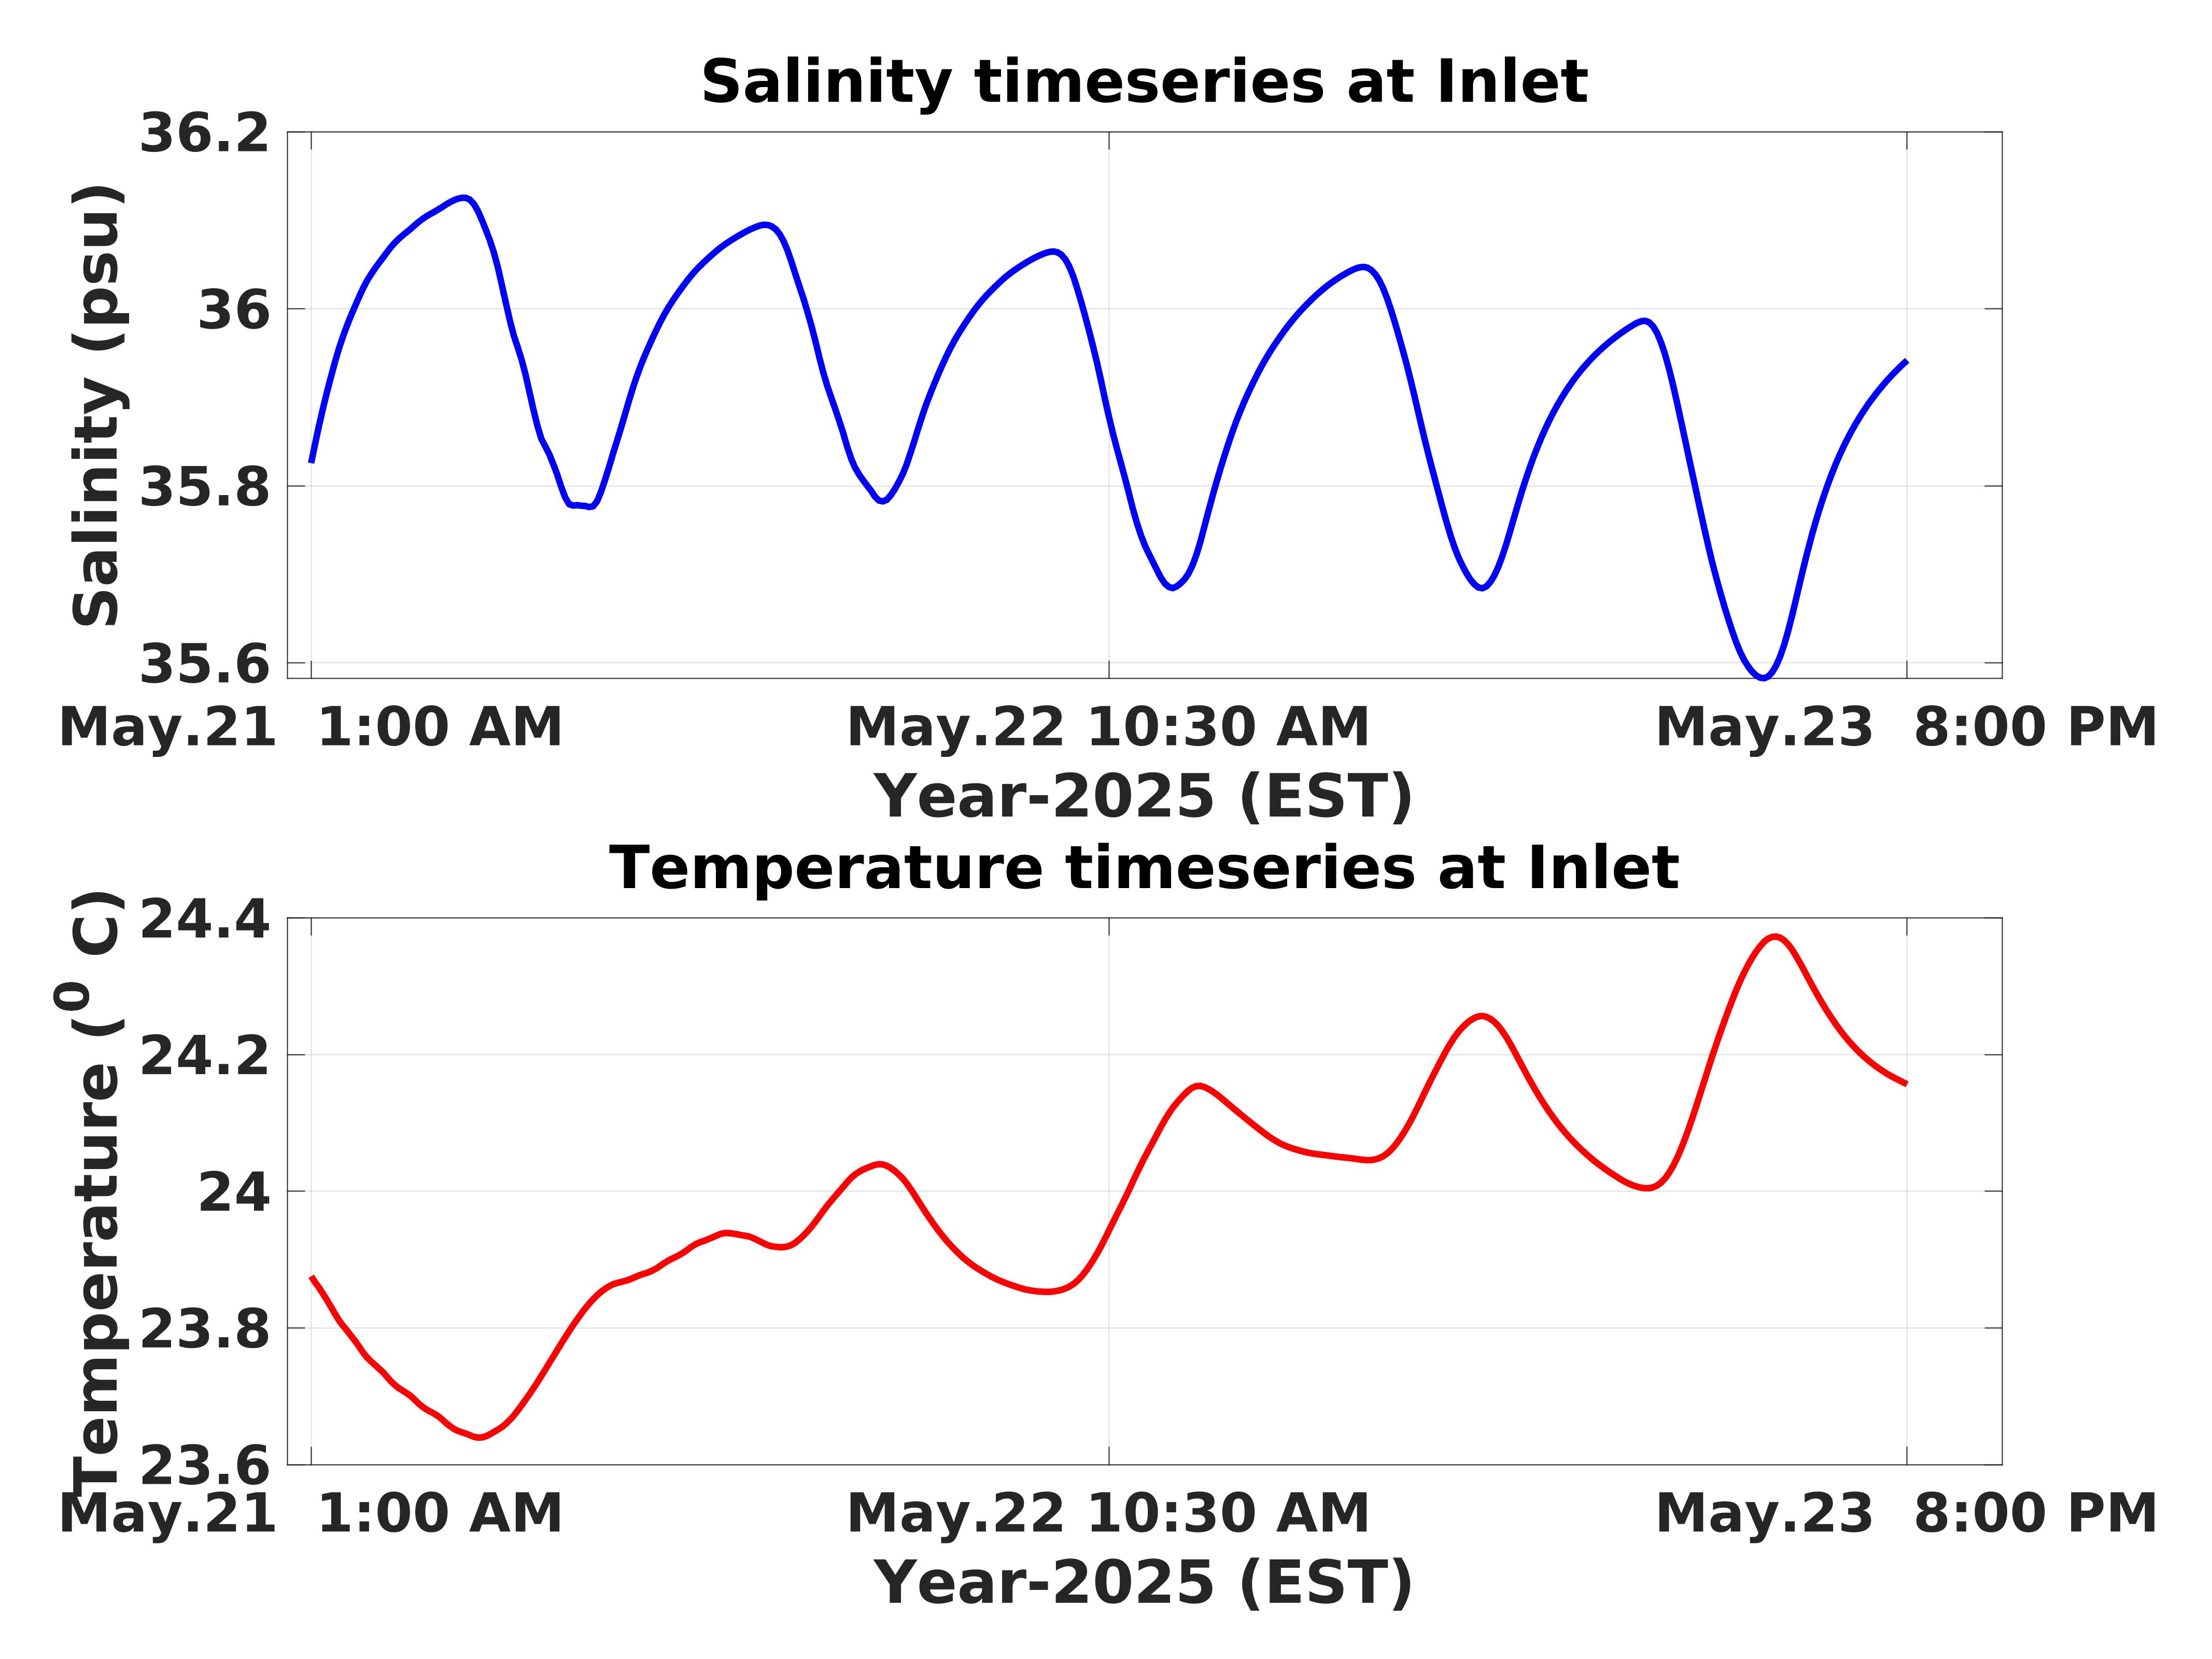 Salinity timeseries at Inlet
Salinity (psu)
36.2
36
35.8
35.6
May.21  1:00 AM
May.22 10:30 AM
May.23  8:00 PM
Year-2025 (EST)
Temperature timeseries at Inlet
Temperature (⁰ C)
24.4
24.2
24
23.8
23.6
May.21  1:00 AM
May.22 10:30 AM
May.23  8:00 PM
Year-2025 (EST)